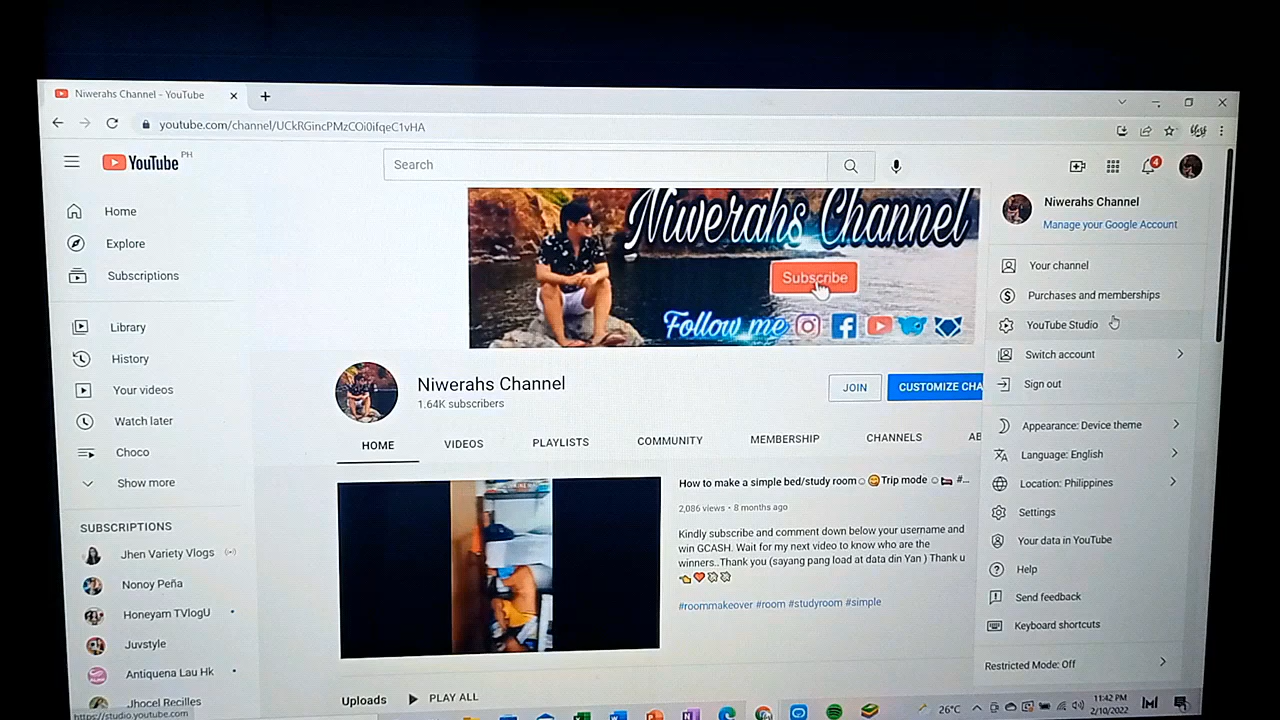 Niwerahs Channel - YouTube
youtube.com/channel/UCkRGincPMzCOi0ifqeC1vHA
YouTube PH
Search
4
Home
Explore
Subscriptions
Library
History
Your videos
Watch later
Choco
Show more
SUBSCRIPTIONS
Jhen Variety Vlogs
Nonoy Peña
Honeyam TVlogU
Juvstyle
Antiquena Lau Hk
Jhocel Recilles
https://studio.youtube.com
Niwerahs Channel
Subscribe
Follow me
Niwerahs Channel
1.64K subscribers
JOIN
CUSTOMIZE CHA
HOME VIDEOS PLAYLISTS COMMUNITY MEMBERSHIP CHANNELS AB
How to make a simple bed/study room☺😋Trip mode ☺🛏 #...
2,086 views • 8 months ago
Kindly subscribe and comment down below your username and
win GCASH. Wait for my next video to know who are the
winners..Thank you (sayang pang load at data din Yan ) Thank u
#roommakeover #room #studyroom #simple
Uploads PLAY ALL
Niwerahs Channel
Manage your Google Account
Your channel
Purchases and memberships
YouTube Studio
Switch account
Sign out
Appearance: Device theme
Language: English
Location: Philippines
Settings
Your data in YouTube
Help
Send feedback
Keyboard shortcuts
Restricted Mode: Off
26°C
11:42 PM
2/10/2022